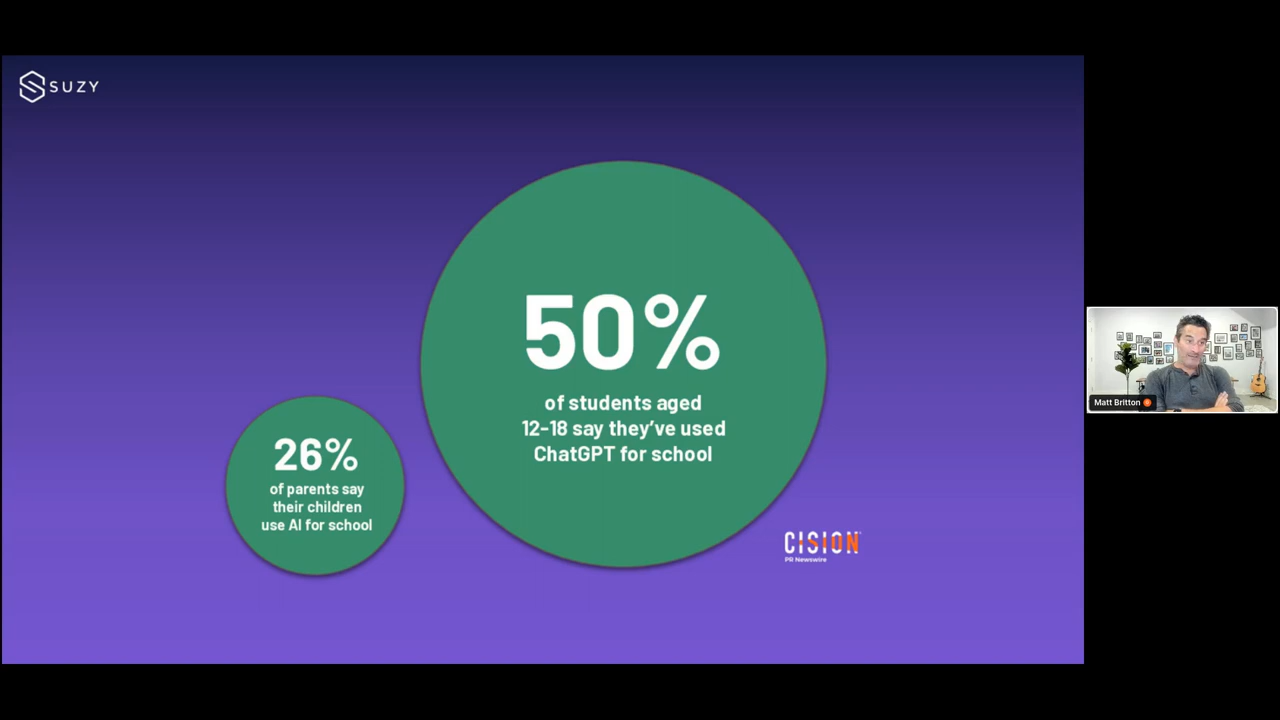 SUZY
50%
of students aged
12-18 say they've used
ChatGPT for school
26%
of parents say
their children
use AI for school
CISION
PR Newswire
Matt Britton